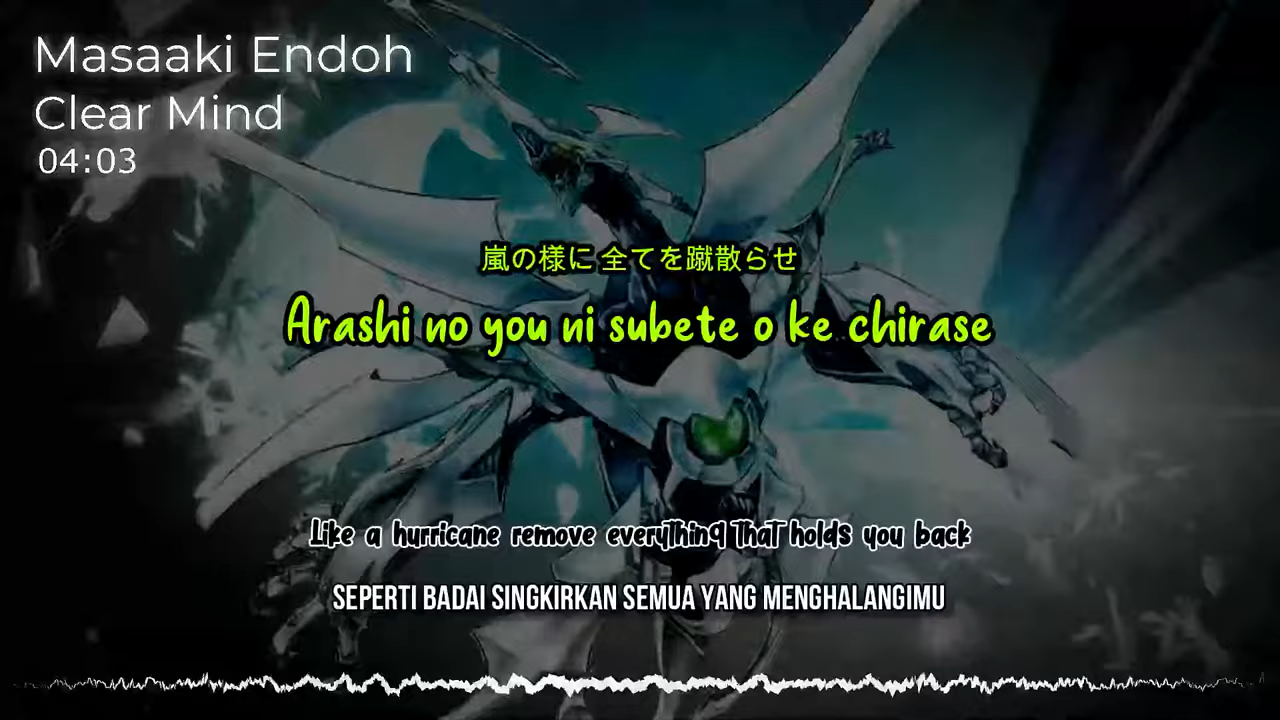 Masaaki Endoh
Clear Mind
04:03
嵐の様に 全てを蹴散らせ
Arashi no you ni subete o ke chirase
Like a hurricane remove everything that holds you back
SEPERTI BADAI SINGKIRKAN SEMUA YANG MENGHALANGIMU